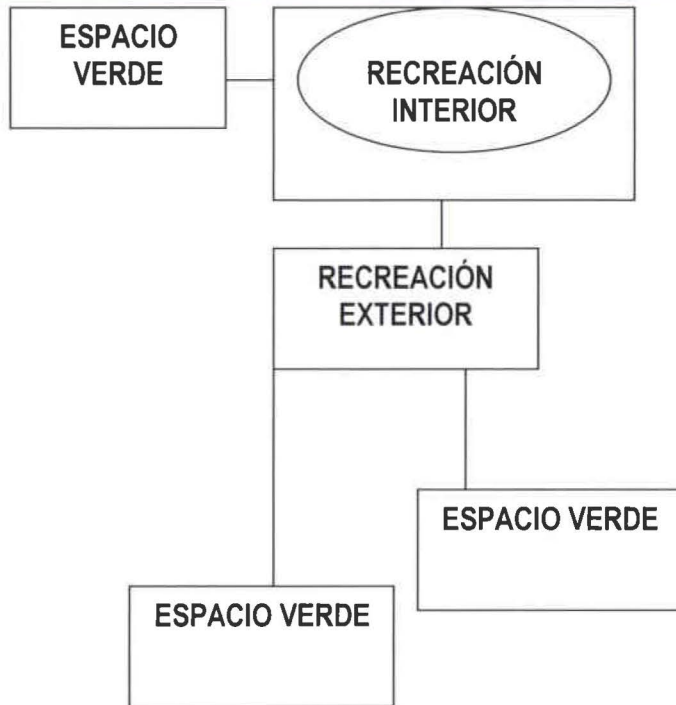 ESPACIO
VERDE
RECREACIÓN
INTERIOR
RECREACIÓN
EXTERIOR
ESPACIO VERDE
ESPACIO VERDE